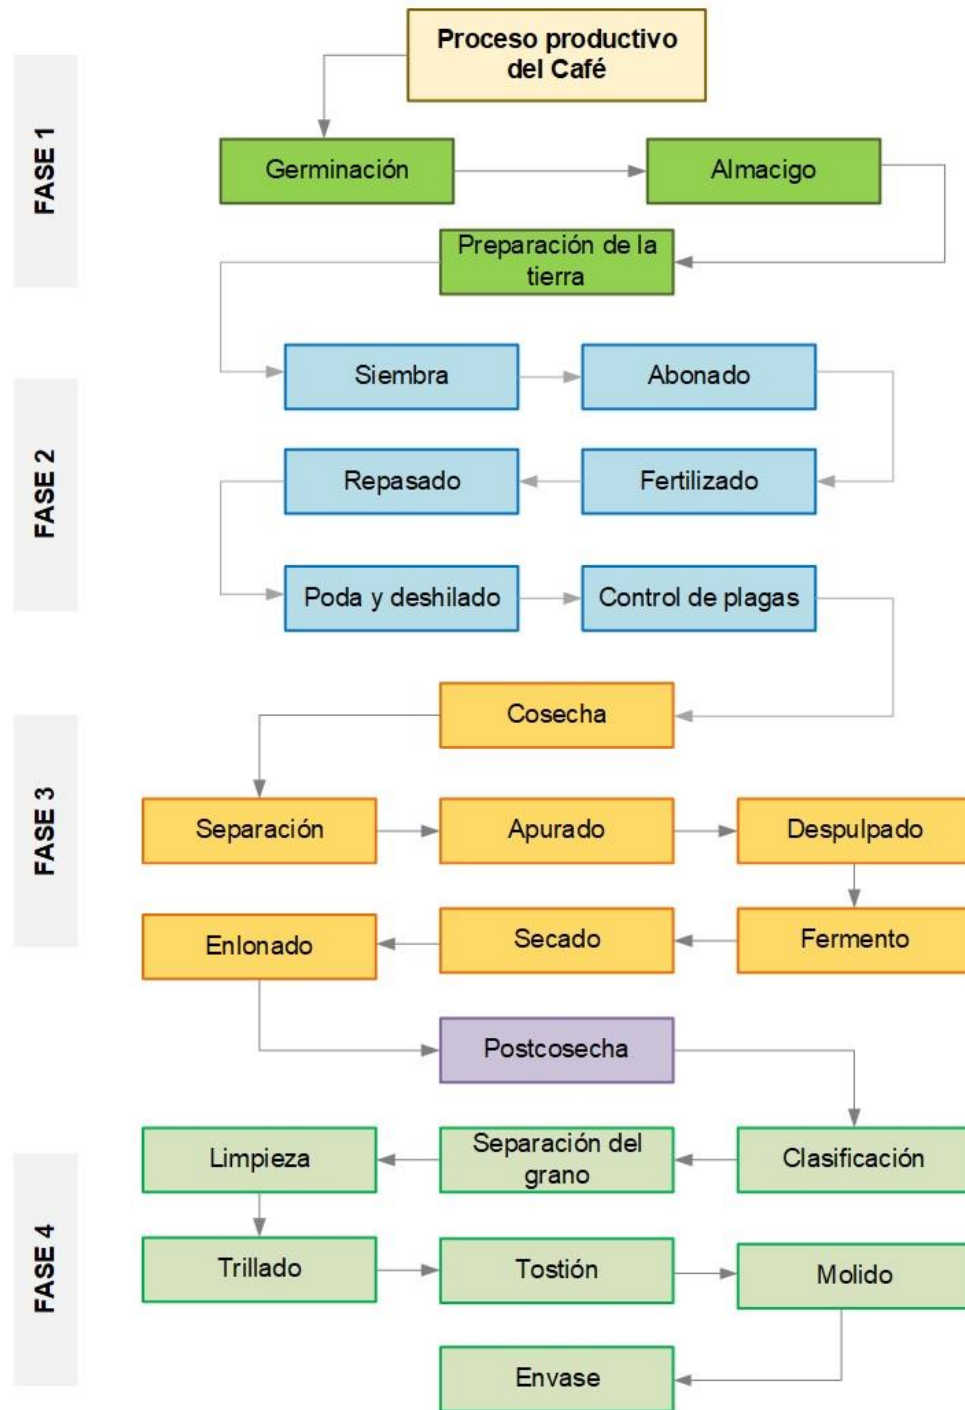 Proceso productivo
del Café
FASE 1
Germinación
Almacigo
Preparación de la
tierra
FASE 2
Siembra
Abonado
Fertilizado
Repasado
Poda y deshilado
Control de plagas
FASE 3
Cosecha
Separación
Apurado
Despulpado
Fermento
Secado
Enlonado
Postcosecha
FASE 4
Clasificación
Separación del
grano
Limpieza
Trillado
Tostión
Molido
Envase